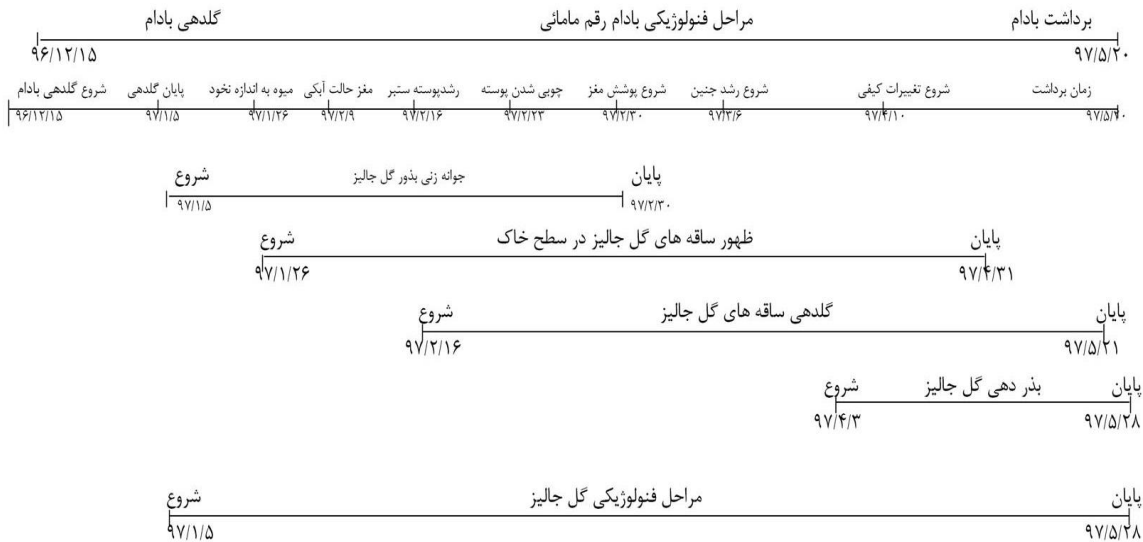 برداشت بادام مراحل فنولوژیکی بادام رقم مامائی گلدهی بادام
۹۷/۵/۲۰ ۹۶/۱۲/۱۵
زمان برداشت شروع تغییرات کیفی شروع رشد جنین شروع پوشش مغز چوبی شدن پوسته رشدپوسته ستبر مغز حالت آبکی میوه به اندازه نخود پایان گلدهی شروع گلدهی بادام
۹۷/۵/۲۰ ۹۷/۴/۱۰ ۹۷/۳/۶ ۹۷/۲/۳۰ ۹۷/۲/۲۳ ۹۷/۲/۱۶ ۹۷/۲/۹ ۹۷/۱/۲۶ ۹۷/۱/۵ ۹۶/۱۲/۱۵
پایان جوانه زنی بذور گل جالیز شروع
۹۷/۲/۳۰ ۹۷/۱/۵
پایان ظهور ساقه های گل جالیز در سطح خاک شروع
۹۷/۴/۳۱ ۹۷/۱/۲۶
پایان گلدهی ساقه های گل جالیز شروع
۹۷/۵/۲۱ ۹۷/۲/۱۶
پایان بذر دهی گل جالیز شروع
۹۷/۵/۲۸ ۹۷/۴/۳
پایان مراحل فنولوژیکی گل جالیز شروع
۹۷/۵/۲۸ ۹۷/۱/۵